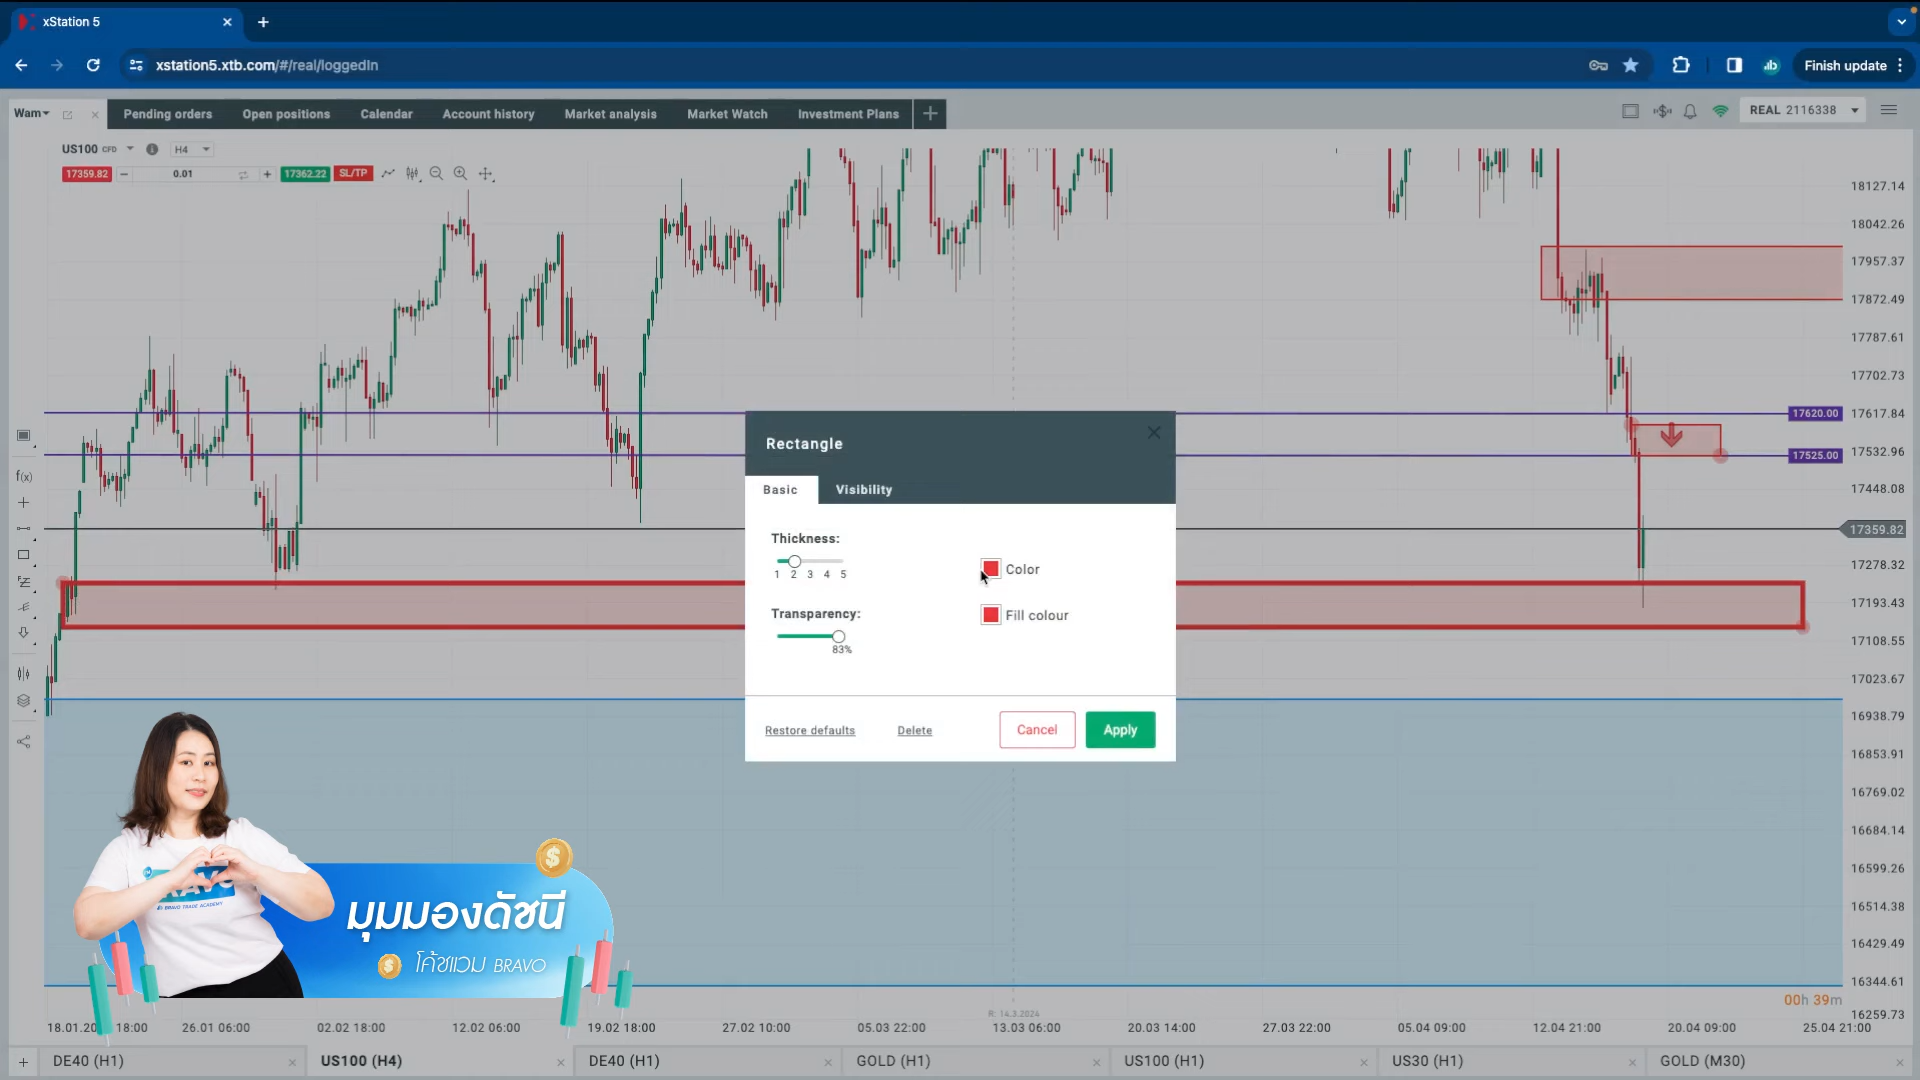 xStation 5
xstation5.xtb.com/#/real/loggedIn
Finish update
Wam
Pending orders
Open positions
Calendar
Account history
Market analysis
Market Watch
Investment Plans
REAL 2116338
US100 CFD
H4
17359.82
0.01
17362.22
SL/TP
18127.14
18042.26
17957.37
17872.49
17787.61
17702.73
17620.00
17617.84
17532.96
17525.00
17448.08
17359.82
17278.32
17193.43
17108.55
17023.67
16938.79
16853.91
16769.02
16684.14
16599.26
16514.38
16429.49
16344.61
16259.73
f(x)
Rectangle
Basic
Visibility
Thickness:
1 2 3 4 5
Color
Transparency:
83%
Fill colour
Restore defaults
Delete
Cancel
Apply
BRAVO TRADE ACADEMY
มุมมองดัชนี
โค้ชแวม BRAVO
00h 39m
R: 14.3.2024
18.01.20 18:00
26.01 06:00
02.02 18:00
12.02 06:00
19.02 18:00
27.02 10:00
05.03 22:00
13.03 06:00
20.03 14:00
27.03 22:00
05.04 09:00
12.04 21:00
20.04 09:00
25.04 21:00
DE40 (H1)
US100 (H4)
DE40 (H1)
GOLD (H1)
US100 (H1)
US30 (H1)
GOLD (M30)